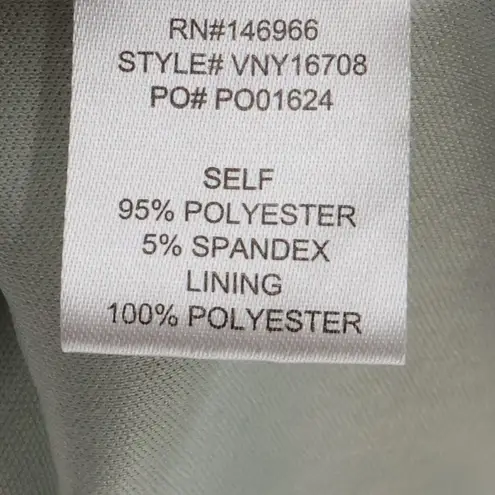 RN#146966
STYLE# VNY16708
PO# PO01624
SELF
95% POLYESTER
5% SPANDEX
LINING
100% POLYESTER